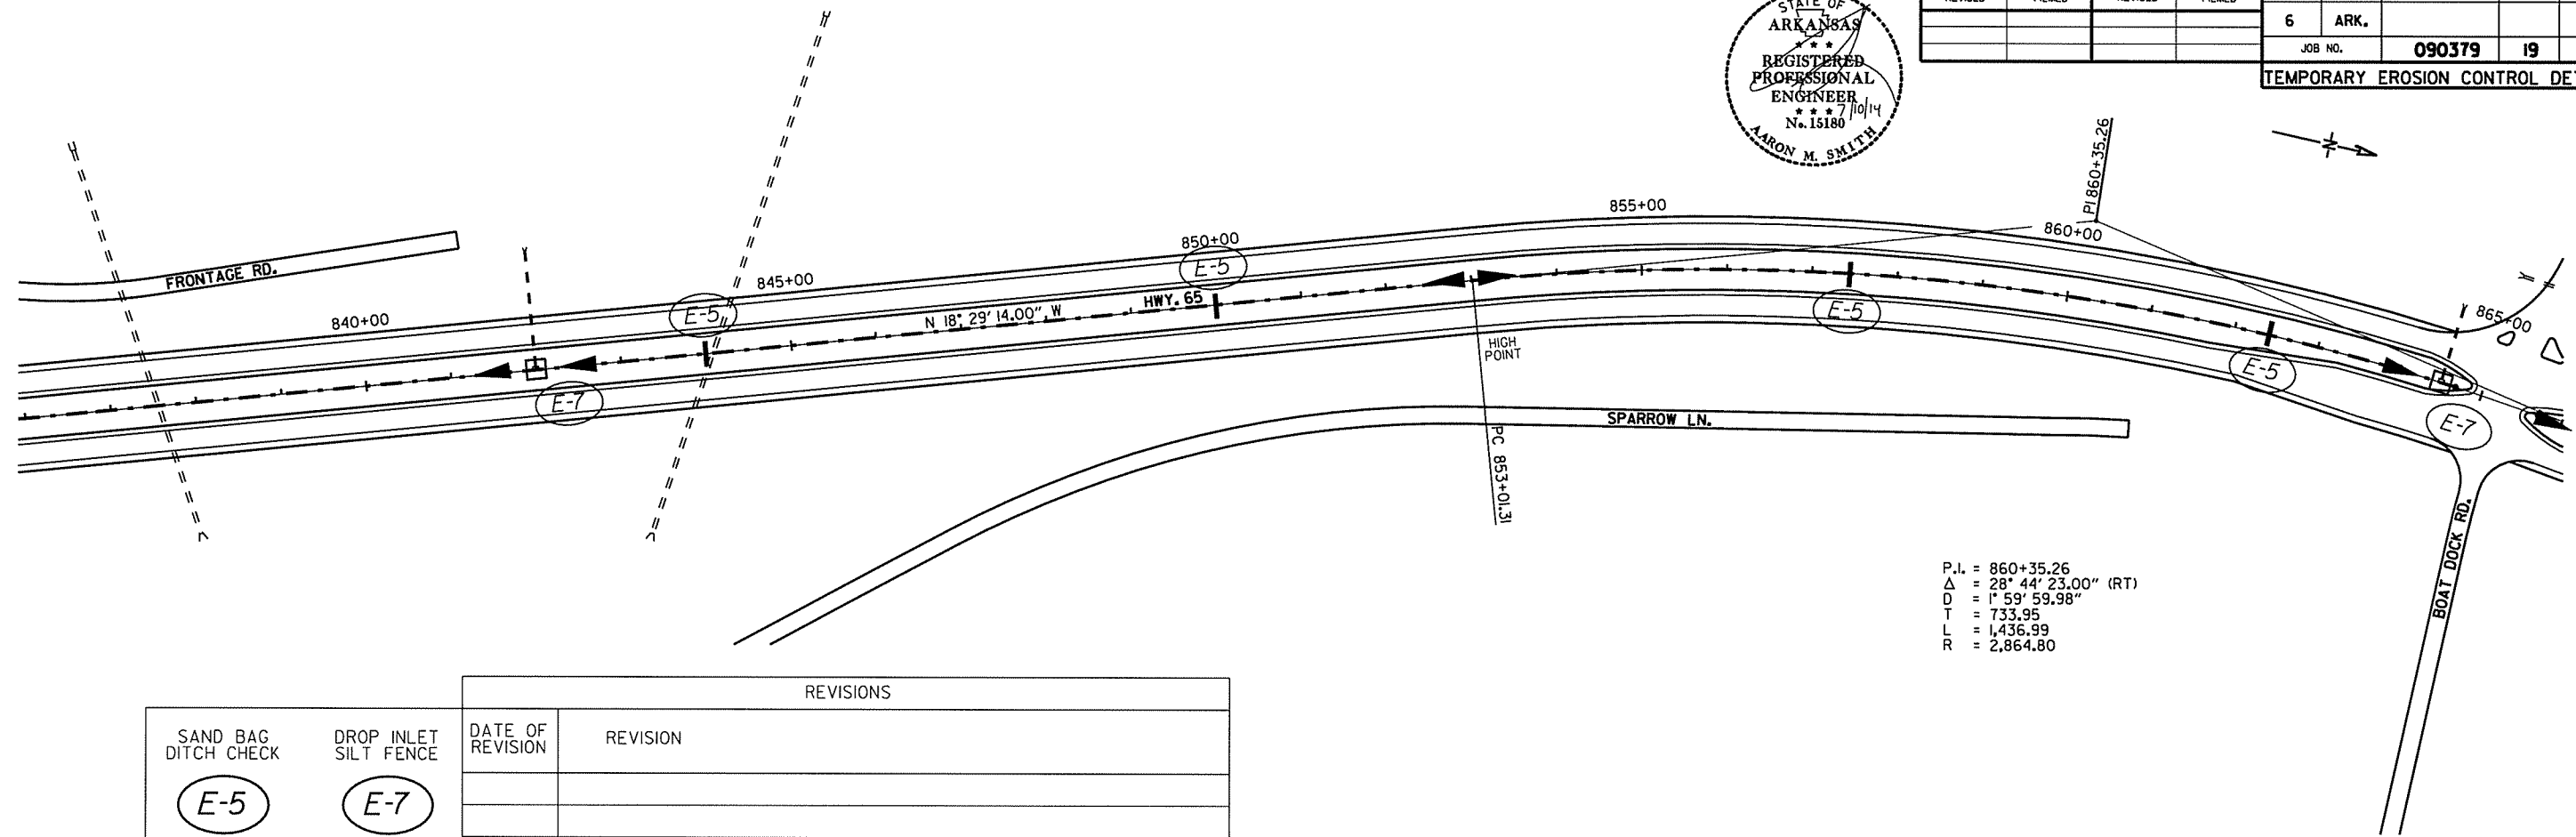 STATE OF
ARKANSAS
★ ★ ★
REGISTERED
PROFESSIONAL
ENGINEER
★ ★ ★ 7/10/14
No. 15180
AARON M. SMITH
6 ARK.
JOB NO. 090379 19
TEMPORARY EROSION CONTROL DE
N
PI 860+35.26
855+00
860+00
850+00
E-5
845+00
865+00
FRONTAGE RD.
840+00
E-5
N 18° 29' 14.00" W
HWY. 65
E-5
HIGH
POINT
E-5
E-7
SPARROW LN.
E-7
PC 853+01.31
BOAT DOCK RD.
P.I. = 860+35.26
Δ = 28° 44' 23.00" (RT)
D = 1° 59' 59.98"
T = 733.95
L = 1,436.99
R = 2,864.80
REVISIONS
SAND BAG
DITCH CHECK
DROP INLET
SILT FENCE
DATE OF
REVISION
REVISION
E-5
E-7